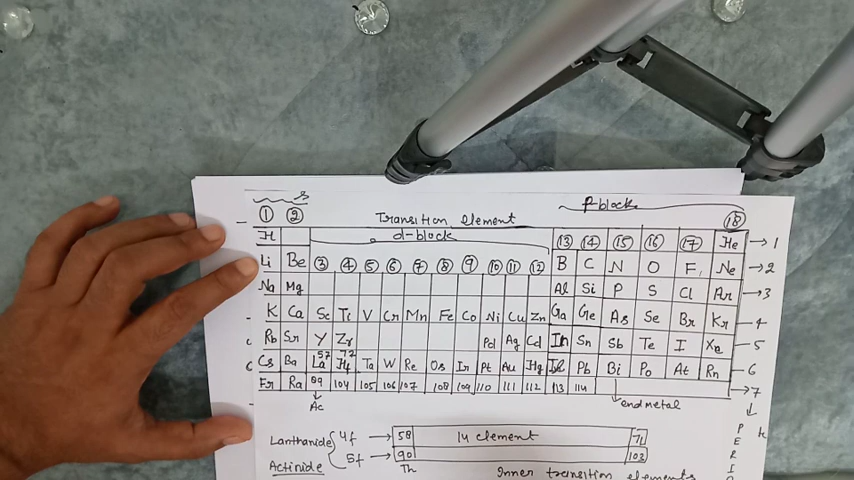 s p-block
① ② Transition Element ⑱
H d-block ⑬ ⑭ ⑮ ⑯ ⑰ He → 1
Li Be ③ ④ ⑤ ⑥ ⑦ ⑧ ⑨ ⑩ ⑪ ⑫ B C N O F Ne → 2
Na Mg Al Si P S Cl Ar → 3
K Ca Sc Ti V Cr Mn Fe Co Ni Cu Zn Ga Ge As Se Br Kr 4
Rb Sr Y Zr Pd Ag Cd In Sn Sb Te I Xe 5
Cs Ba 57 La 72 Hf Ta W Re Os Ir Pt Au Hg Pb Bi Po At Rn 6
Fr Ra 89 104 105 106 107 108 109 110 111 112 113 114 → 7
Ac end metal
Lanthanide 4f → 58 14 element 71
Actinide 5f → 90 103
Th Inner transition elements
P
E
R
I
O